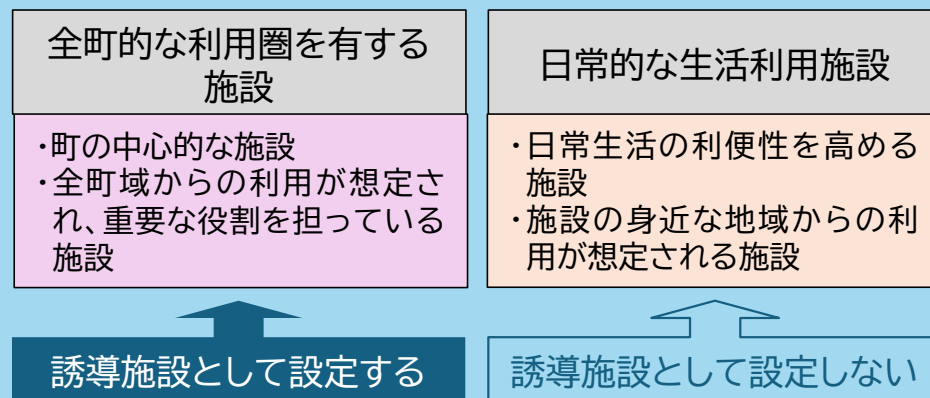 全町的な利用圏を有する
施設
・町の中心的な施設
・全町域からの利用が想定さ
れ、重要な役割を担っている
施設
誘導施設として設定する
日常的な生活利用施設
・日常生活の利便性を高める
施設
・施設の身近な地域からの利
用が想定される施設
誘導施設として設定しない